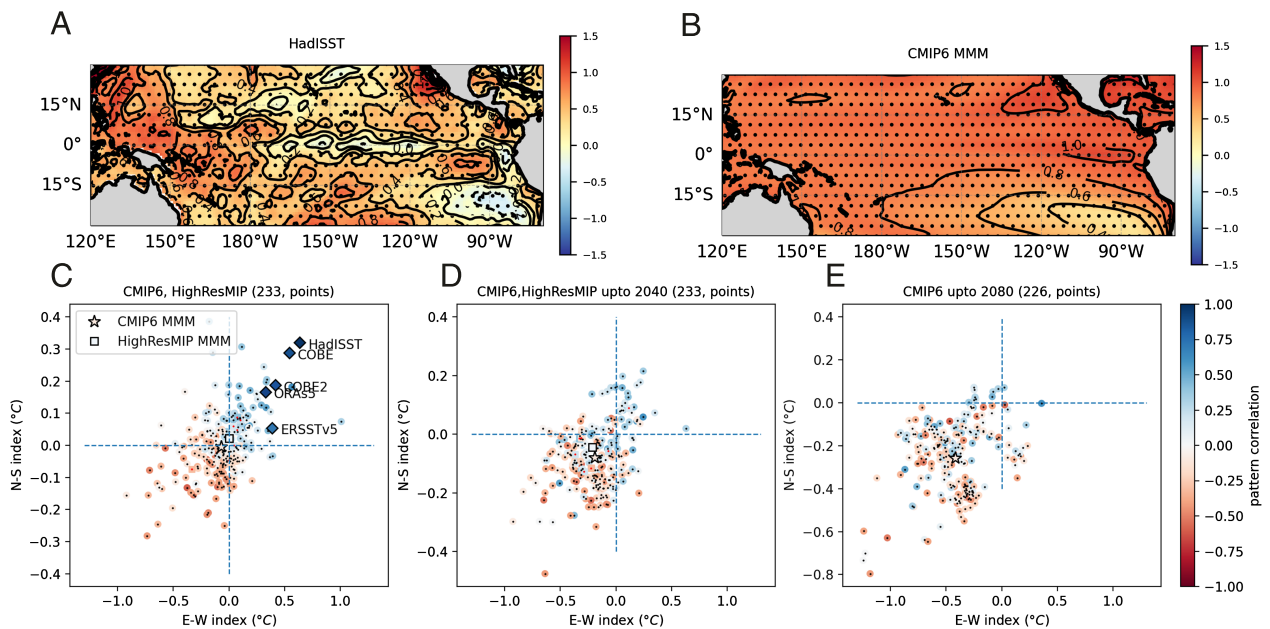 A
HadISST
15°N
0°
15°S
120°E 150°E 180°W 150°W 120°W 90°W
1.5
1.0
0.5
0.0
−0.5
−1.0
−1.5
0.0
0.4
B
CMIP6 MMM
15°N
0°
15°S
120°E 150°E 180°W 150°W 120°W 90°W
1.5
1.0
0.5
0.0
−0.5
−1.0
−1.5
1.0
0.8
0.6
0.8
C
CMIP6, HighResMIP (233, points)
CMIP6 MMM
HighResMIP MMM
HadISST
COBE
COBE2
ORAs5
ERSSTv5
N-S index (°C)
0.4
0.3
0.2
0.1
0.0
−0.1
−0.2
−0.3
−0.4
−1.0 −0.5 0.0 0.5 1.0
E-W index (°C)
D
CMIP6,HighResMIP upto 2040 (233, points)
N-S index (°C)
0.4
0.2
0.0
−0.2
−0.4
−1.0 −0.5 0.0 0.5 1.0
E-W index (°C)
E
CMIP6 upto 2080 (226, points)
N-S index (°C)
0.4
0.2
0.0
−0.2
−0.4
−0.6
−0.8
−1.0 −0.5 0.0 0.5 1.0
E-W index (°C)
1.00
0.75
0.50
0.25
0.00
−0.25
−0.50
−0.75
−1.00
pattern correlation